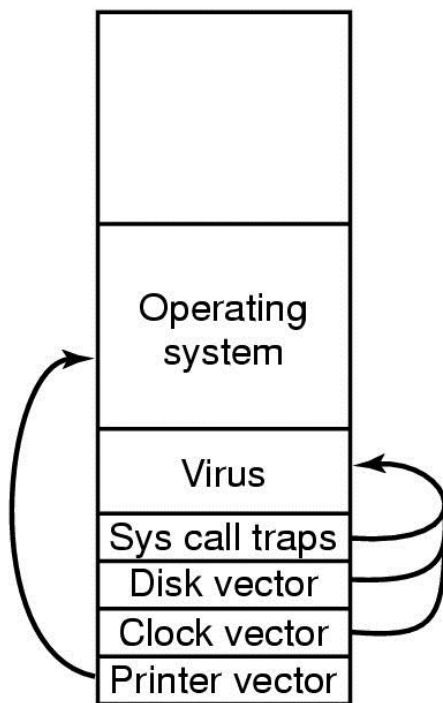 Operating
system
Virus
Sys call traps
Disk vector
Clock vector
Printer vector